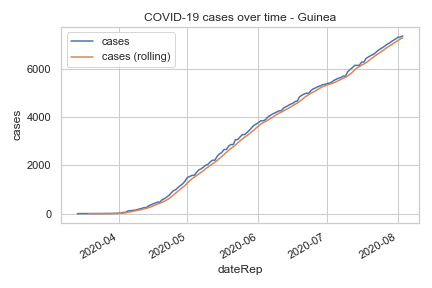 COVID-19 cases over time - Guinea
cases
cases (rolling)
6000
4000
2000
0
cases
2020-04
2020-05
2020-06
2020-07
2020-08
dateRep